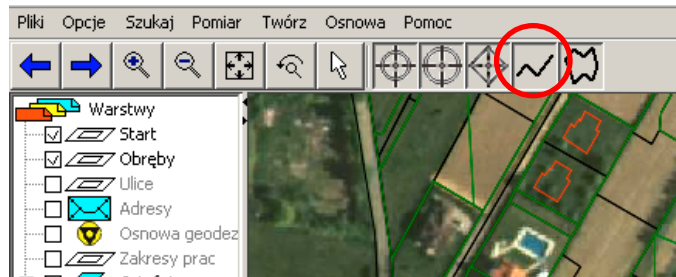 Pliki Opcje Szukaj Pomiar Twórz Osnowa Pomoc
Warstwy
Start
Obręby
Ulice
Adresy
Osnowa geodez
Zakresy prac